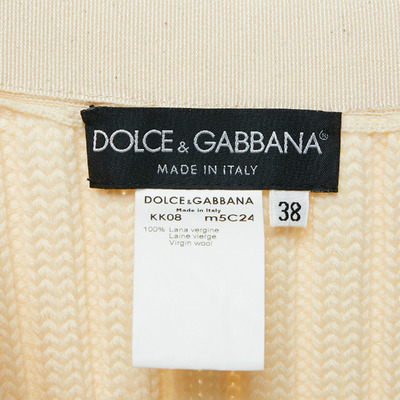 DOLCE & GABBANA®
MADE IN ITALY
DOLCE & GABBANA
Made in Italy
KK08 m5C24
38
100% Lana vergine
Laine vierge
Virgin wool